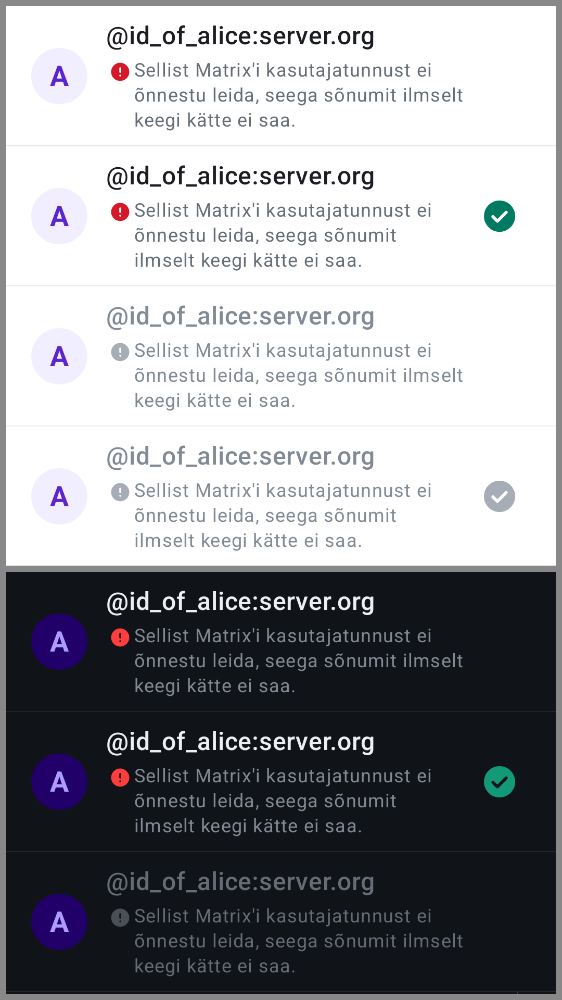 @id_of_alice:server.org
A
Sellist Matrix'i kasutajatunnust ei
õnnestu leida, seega sõnumit ilmselt
keegi kätte ei saa.
@id_of_alice:server.org
A
Sellist Matrix'i kasutajatunnust ei
õnnestu leida, seega sõnumit
ilmselt keegi kätte ei saa.
@id_of_alice:server.org
A
Sellist Matrix'i kasutajatunnust ei
õnnestu leida, seega sõnumit ilmselt
keegi kätte ei saa.
@id_of_alice:server.org
A
Sellist Matrix'i kasutajatunnust ei
õnnestu leida, seega sõnumit
ilmselt keegi kätte ei saa.
@id_of_alice:server.org
A
Sellist Matrix'i kasutajatunnust ei
õnnestu leida, seega sõnumit ilmselt
keegi kätte ei saa.
@id_of_alice:server.org
A
Sellist Matrix'i kasutajatunnust ei
õnnestu leida, seega sõnumit
ilmselt keegi kätte ei saa.
@id_of_alice:server.org
A
Sellist Matrix'i kasutajatunnust ei
õnnestu leida, seega sõnumit ilmselt
keegi kätte ei saa.